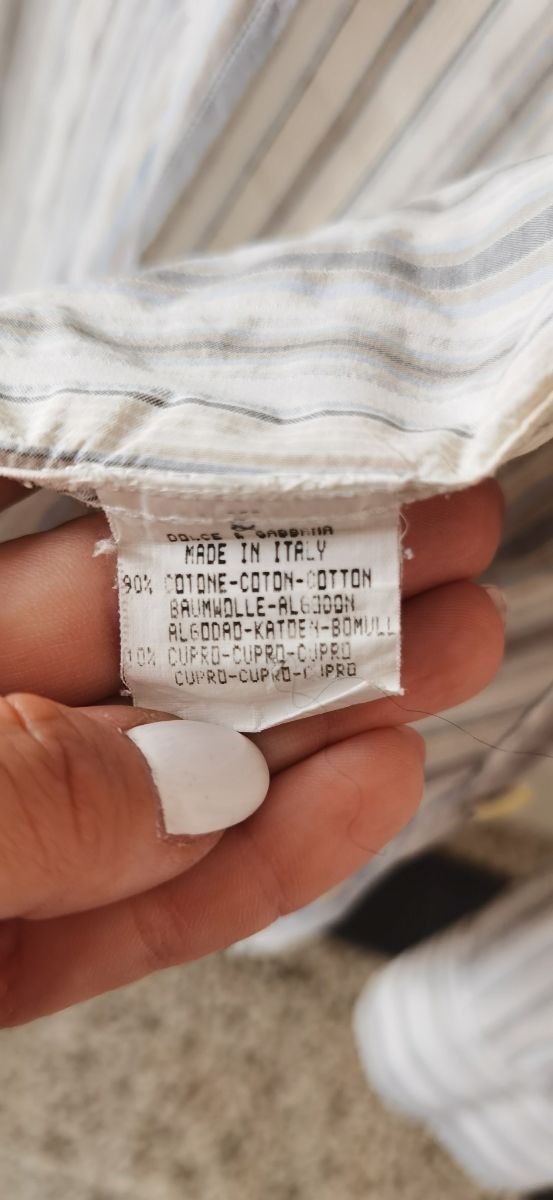 DOLCE & GABBANA
MADE IN ITALY
90% COTONE-COTON-COTTON
BAUMWOLLE-ALGODON
ALGODAO-KATOEN-BOMULL
10% CUPRO-CUPRO-CUPRO
CUPRO-CUPRO-CUPRO